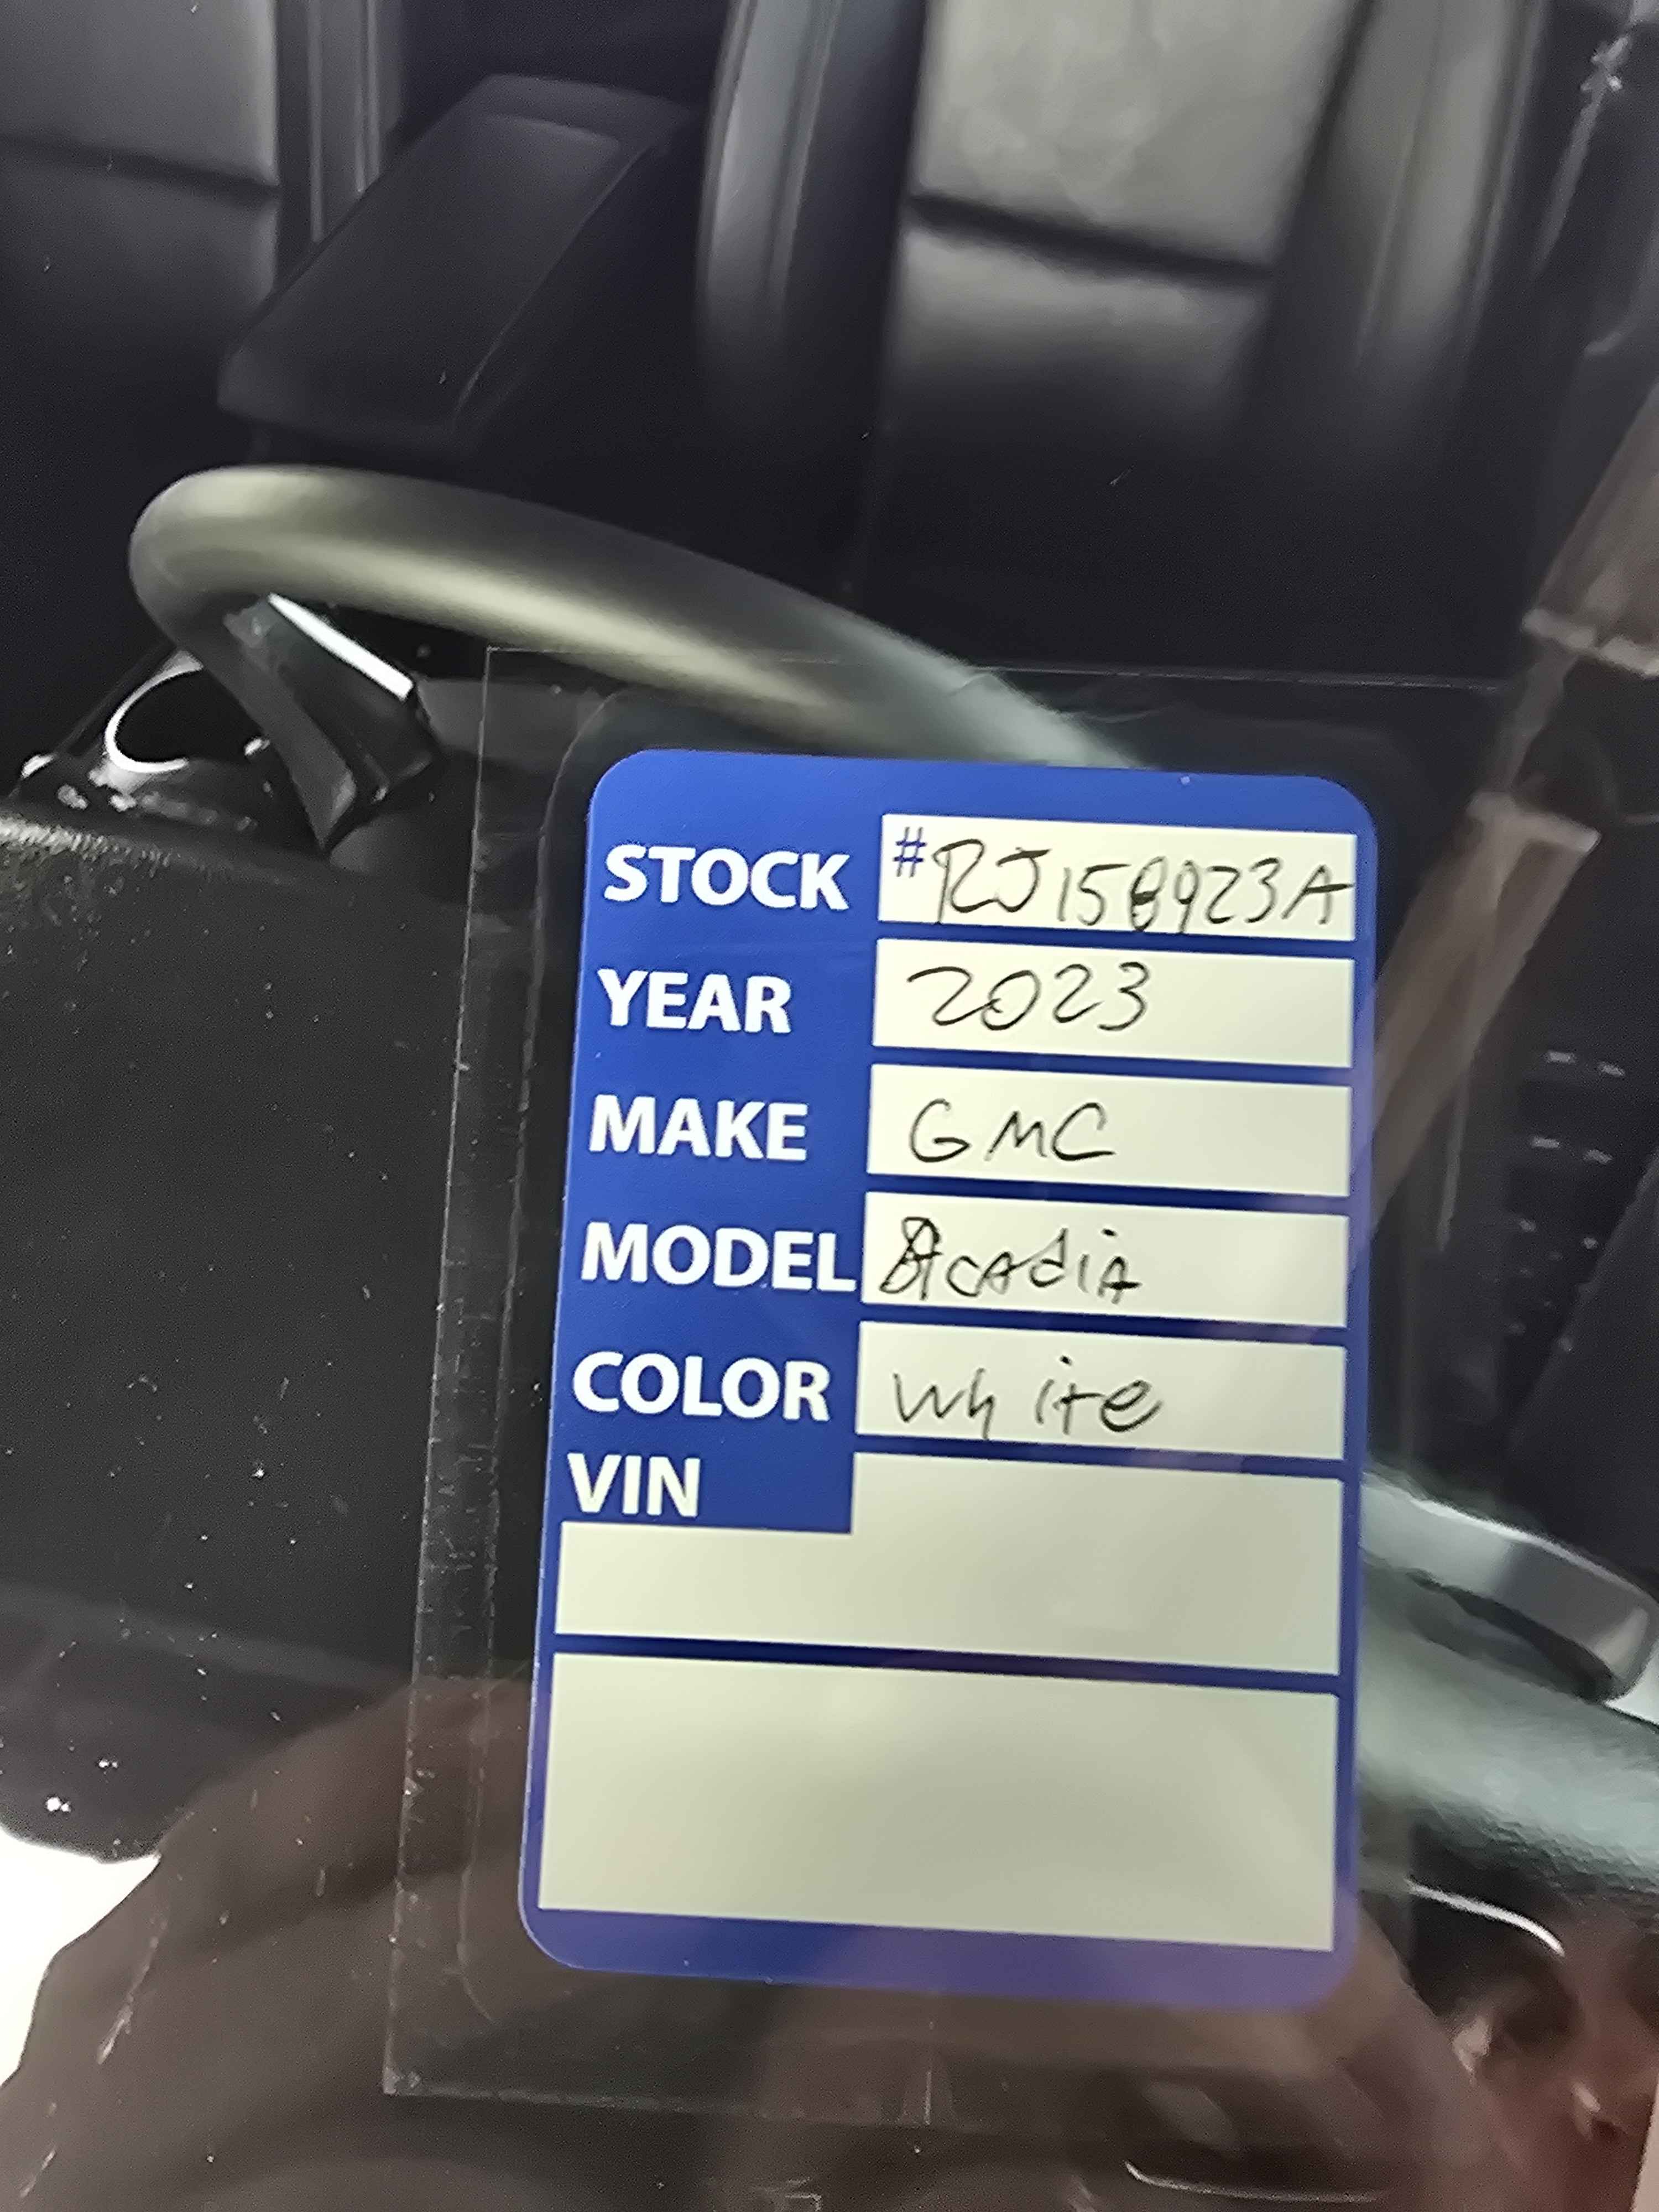 STOCK #RJ158923A
YEAR 2023
MAKE GMC
MODEL Acadia
COLOR White
VIN